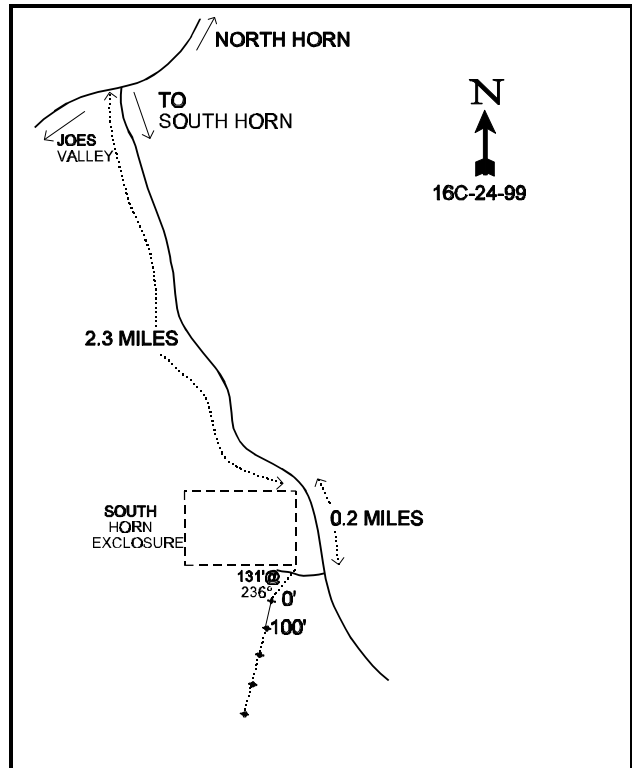 NORTH HORN
TO
SOUTH HORN
JOES
VALLEY
N
16C-24-99
2.3 MILES
SOUTH
HORN
EXCLOSURE
0.2 MILES
131'@
236°
0'
100'